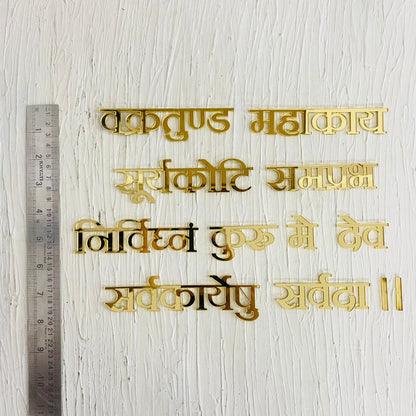 वक्रतुण्ड महाकाय
सूर्यकोटि समप्रभ
निर्विघ्नं कुरु मे देव
सर्वकार्येषु सर्वदा ॥